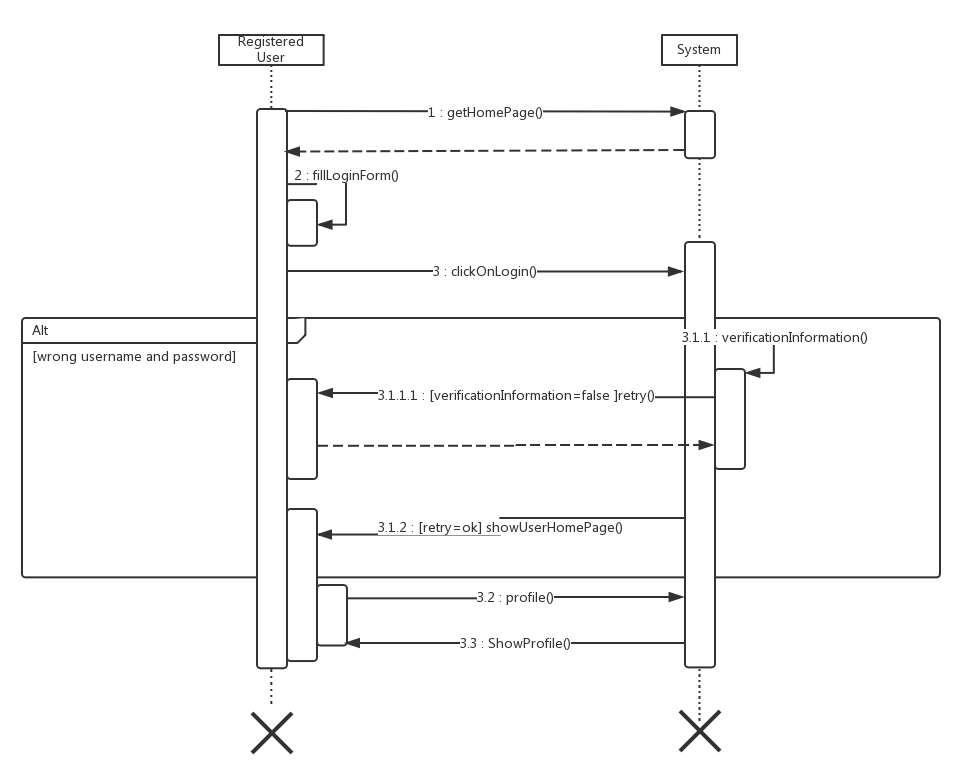 Registered
User
System
1 : getHomePage()
2 : fillLoginForm()
3 : clickOnLogin()
Alt
[wrong username and password]
3.1.1 : verificationInformation()
3.1.1.1 : [verificationInformation=false ]retry()
3.1.2 : [retry=ok] showUserHomePage()
3.2 : profile()
3.3 : ShowProfile()